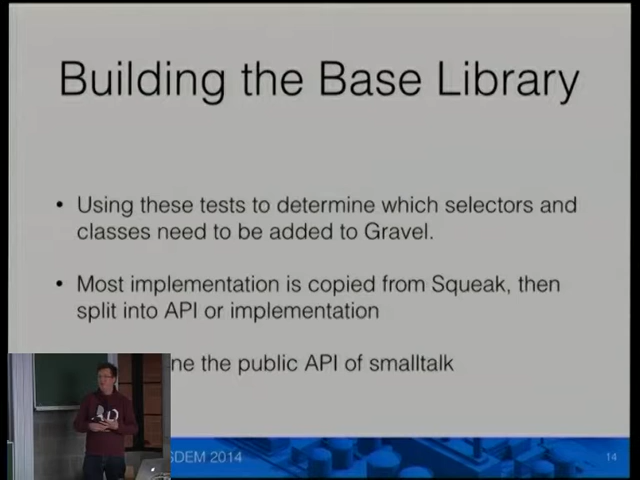 Building the Base Library
• Using these tests to determine which selectors and
classes need to be added to Gravel.
• Most implementation is copied from Squeak, then
split into API or implementation
ne the public API of smalltalk
SDEM 2014
14